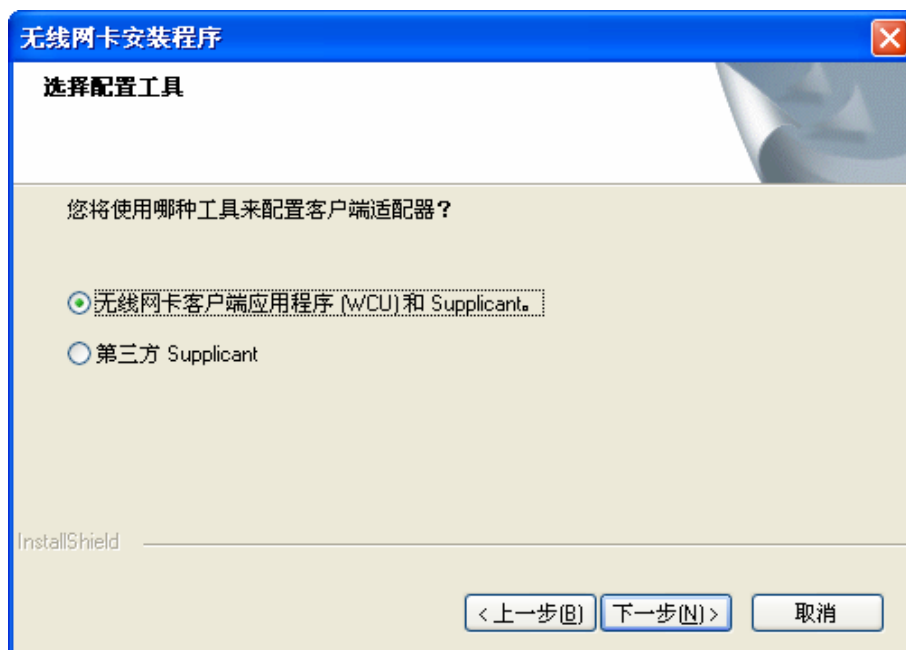 无线网卡安装程序
选择配置工具
您将使用哪种工具来配置客户端适配器？
无线网卡客户端应用程序 (WCU)和 Supplicant。
第三方 Supplicant
InstallShield
<上一步(B) 下一步(N)> 取消